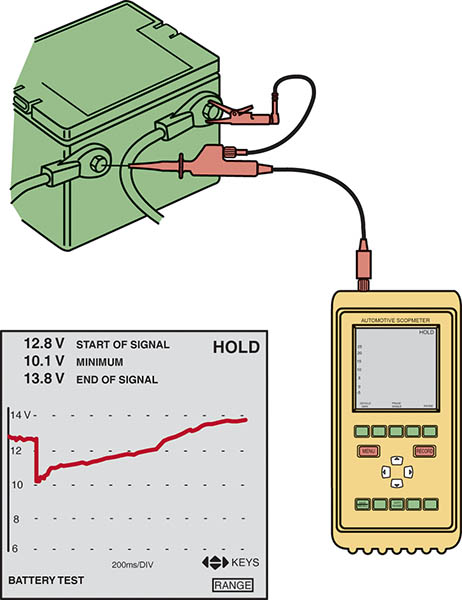 AUTOMOTIVE SCOPMETER
HOLD
MENU
RECORD
12.8 V START OF SIGNAL
HOLD
10.1 V MINIMUM
13.8 V END OF SIGNAL
14 V
12
10
8
6
200ms/DIV
KEYS
BATTERY TEST
RANGE